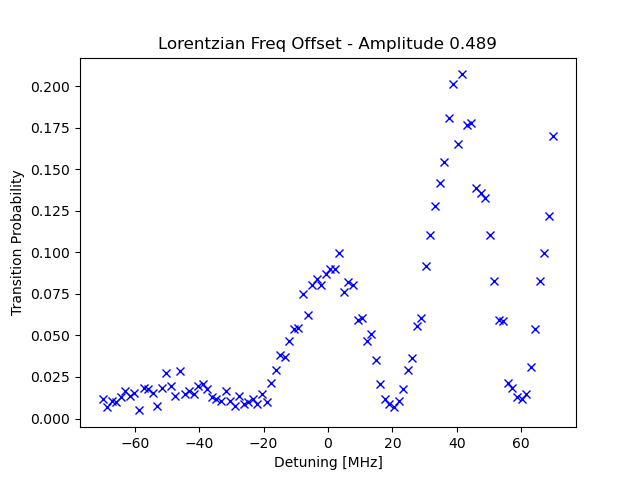 Lorentzian Freq Offset - Amplitude 0.489
Transition Probability
0.200
0.175
0.150
0.125
0.100
0.075
0.050
0.025
0.000
−60 −40 −20 0 20 40 60
Detuning [MHz]